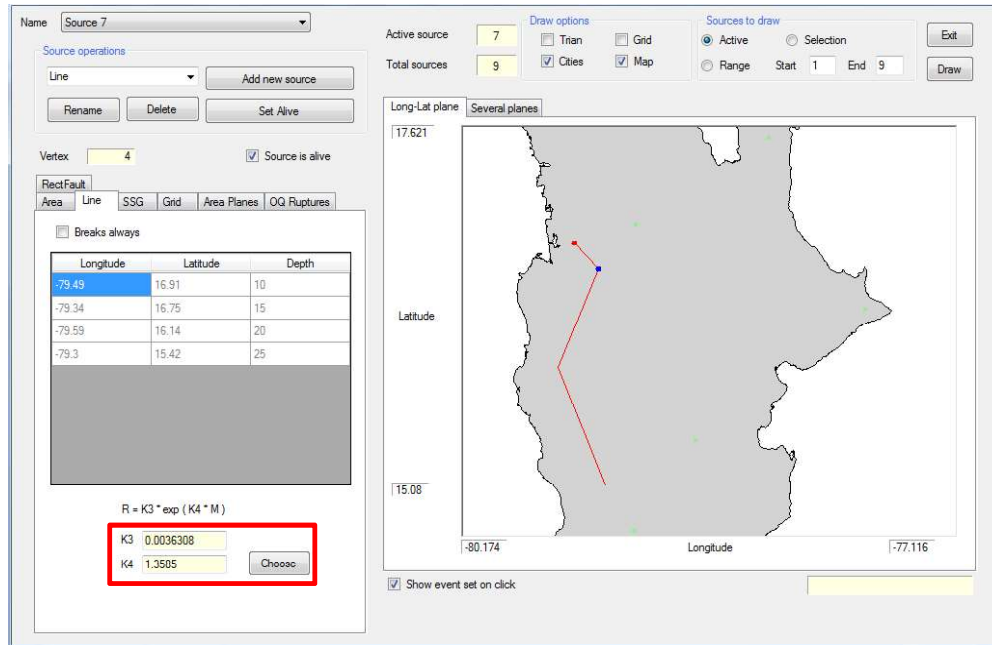 Name Source 7
Source operations
Line Add new source
Rename Delete Set Alive
Vertex 4 Source is alive
RectFault
Area Line SSG Grid Area Planes OQ Ruptures
Breaks always
Longitude Latitude Depth
-79.49 16.91 10
-79.34 16.75 15
-79.59 16.14 20
-79.3 15.42 25
R = K3 * exp ( K4 * M )
K3 0.0036308
K4 1.3505 Choose
Active source 7
Total sources 9
Draw options
Trian Grid
Cities Map
Sources to draw
Active Selection
Range Start 1 End 9
Exit
Draw
Long-Lat plane Several planes
17.621
Latitude
15.08
-80.174 Longitude -77.116
Show event set on click